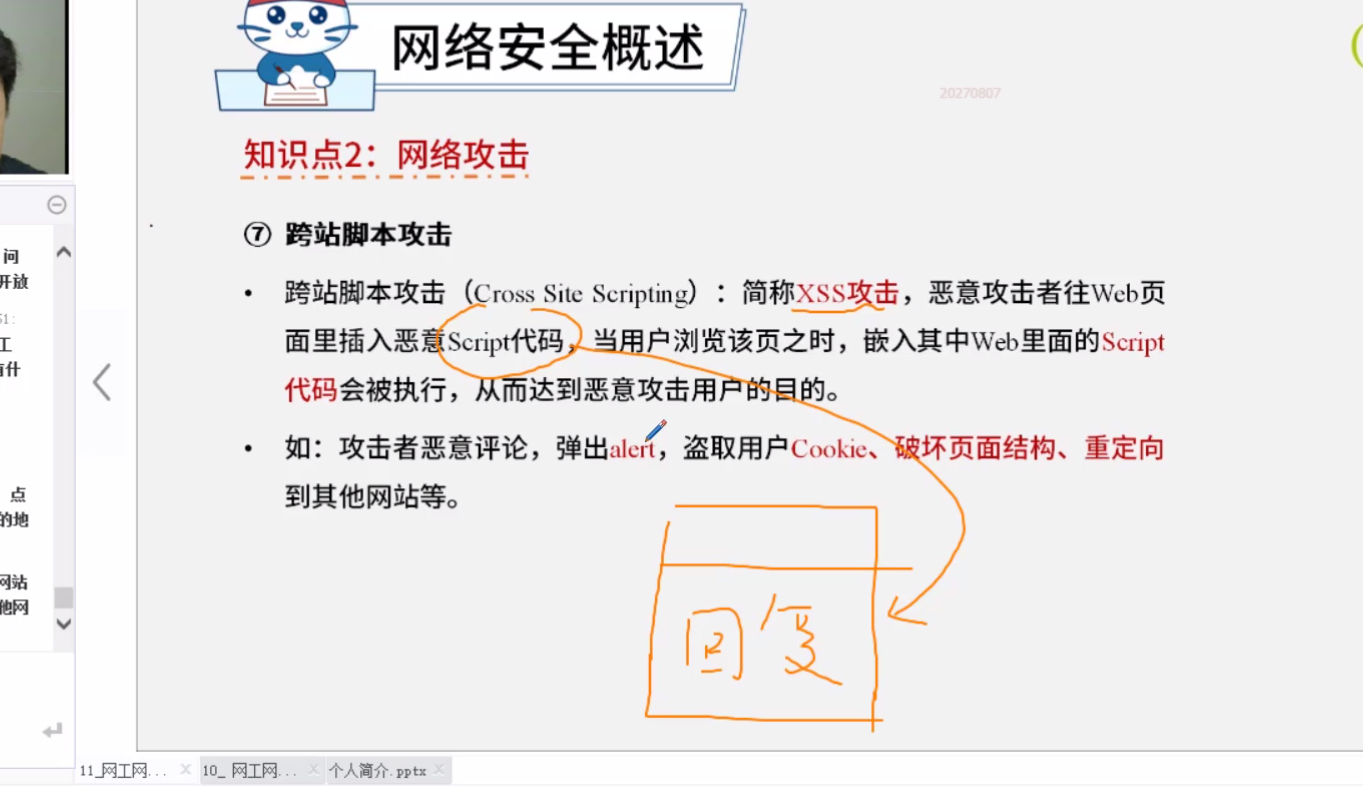 网络安全概述
20270807
知识点2：网络攻击
⑦ 跨站脚本攻击
• 跨站脚本攻击（Cross Site Scripting）：简称XSS攻击，恶意攻击者往Web页
面里插入恶意Script代码，当用户浏览该页之时，嵌入其中Web里面的Script
代码会被执行，从而达到恶意攻击用户的目的。
• 如：攻击者恶意评论，弹出alert，盗取用户Cookie、破坏页面结构、重定向
到其他网站等。
回复
问
开放
S1:
工
有什
点
的地
网站
他网
11_网工网...
10_ 网工网...
个人简介.pptx